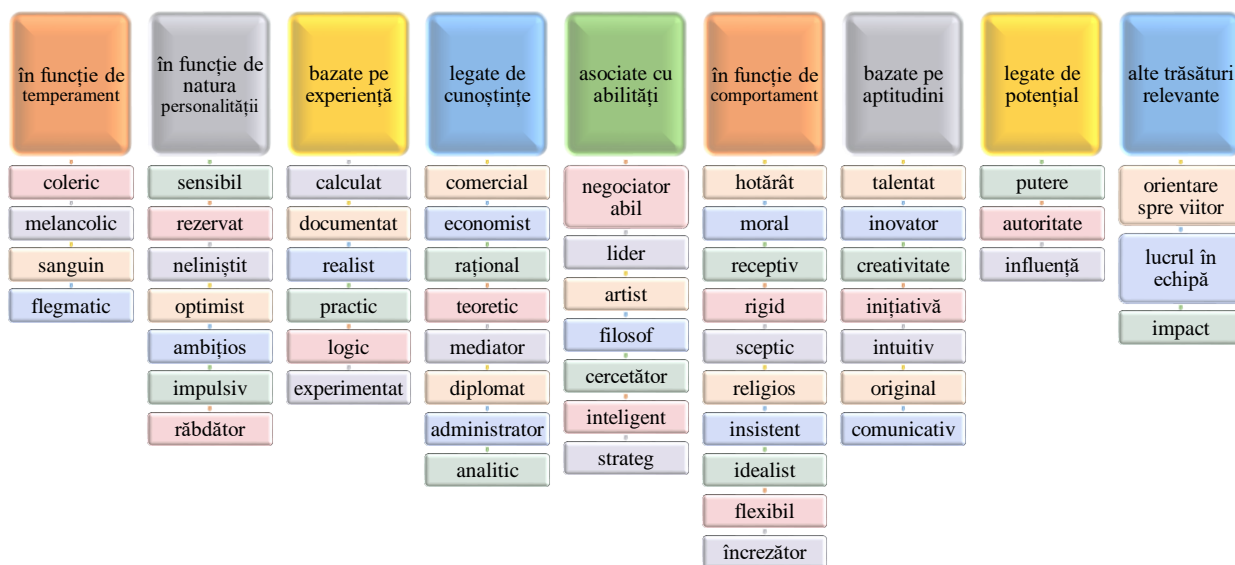 în funcție de
temperament
coleric
melancolic
sanguin
flegmatic
în funcție de
natura
personalității
sensibil
rezervat
neliniștit
optimist
ambițios
impulsiv
răbdător
bazate pe
experiență
calculat
documentat
realist
practic
logic
experimentat
legate de
cunoștințe
comercial
economist
rațional
teoretic
mediator
diplomat
administrator
analitic
asociate cu
abilități
negociator
abil
lider
artist
filosof
cercetător
inteligent
strateg
în funcție de
comportament
hotărât
moral
receptiv
rigid
sceptic
religios
insistent
idealist
flexibil
încrezător
bazate pe
aptitudini
talentat
inovator
creativitate
inițiativă
intuitiv
original
comunicativ
legate de
potențial
putere
autoritate
influență
alte trăsături
relevante
orientare
spre viitor
lucrul în
echipă
impact